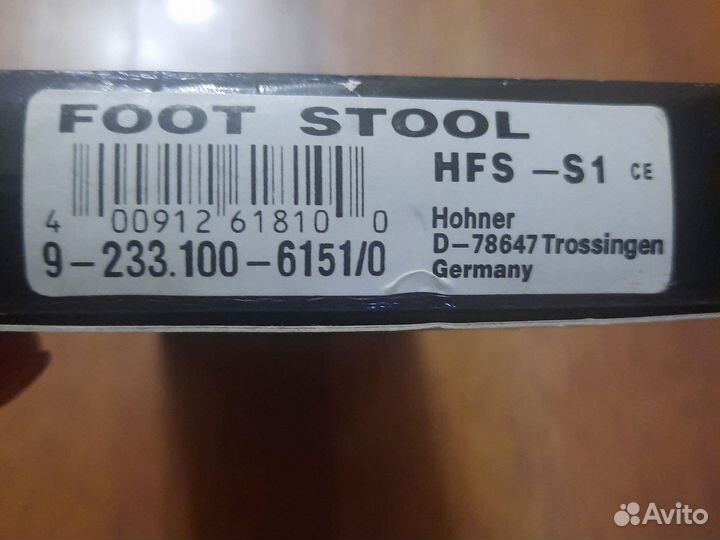 FOOT STOOL
HFS -S1 CE
4 00912 61810 0
9-233.100-6151/0
Hohner
D-78647 Trossingen
Germany
Avito